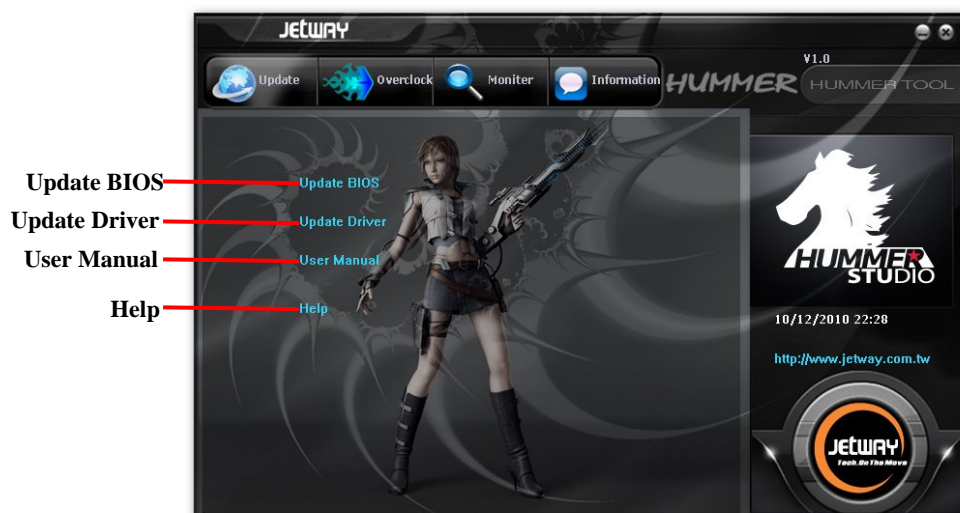 JETWAY
Update
Overclock
Moniter
Information
HUMMER
V1.0
HUMMER TOOL
Update BIOS
Update BIOS
Update Driver
Update Driver
User Manual
User Manual
Help
Help
HUMMER
STUDIO
10/12/2010 22:28
http://www.jetway.com.tw
JETWAY
Tech.On The Move